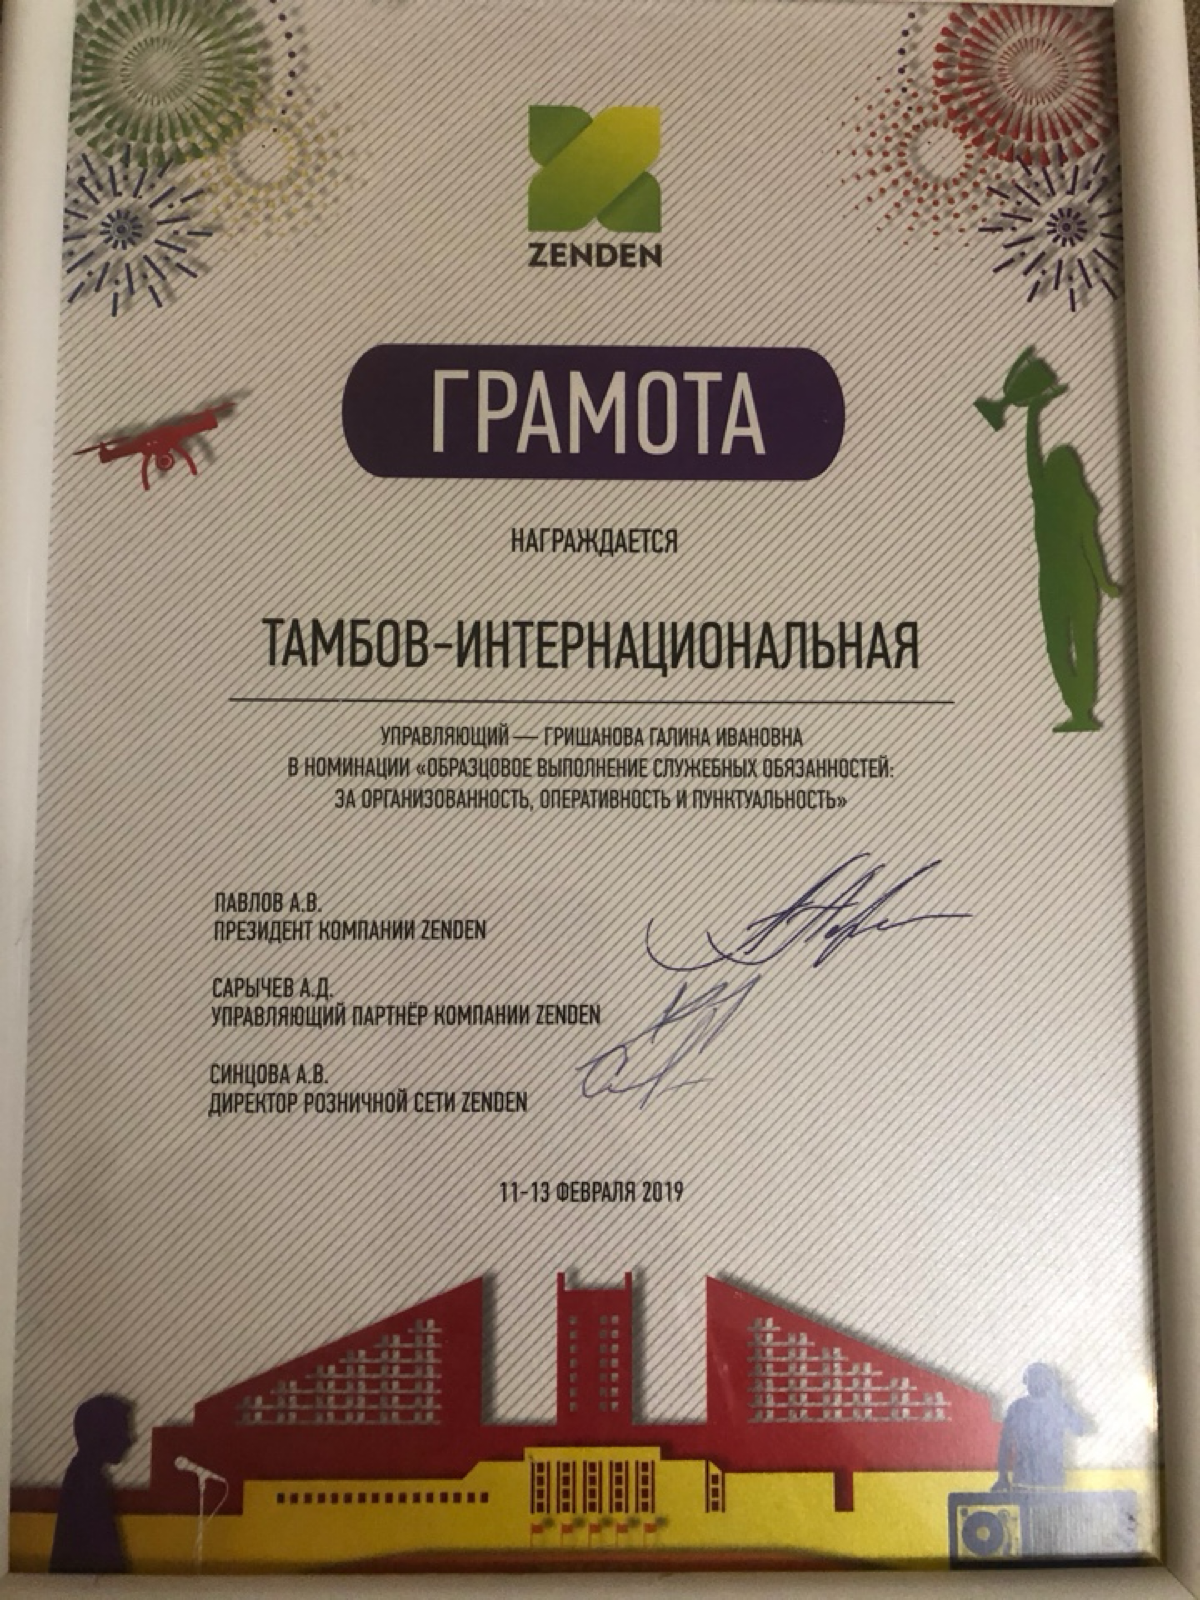 ZENDEN
ГРАМОТА
НАГРАЖДАЕТСЯ
ТАМБОВ-ИНТЕРНАЦИОНАЛЬНАЯ
УПРАВЛЯЮЩИЙ — ГРИШАНОВА ГАЛИНА ИВАНОВНА
В НОМИНАЦИИ «ОБРАЗЦОВОЕ ВЫПОЛНЕНИЕ СЛУЖЕБНЫХ ОБЯЗАННОСТЕЙ:
ЗА ОРГАНИЗОВАННОСТЬ, ОПЕРАТИВНОСТЬ И ПУНКТУАЛЬНОСТЬ»
ПАВЛОВ А.В.
ПРЕЗИДЕНТ КОМПАНИИ ZENDEN
САРЫЧЕВ А.Д.
УПРАВЛЯЮЩИЙ ПАРТНЁР КОМПАНИИ ZENDEN
СИНЦОВА А.В.
ДИРЕКТОР РОЗНИЧНОЙ СЕТИ ZENDEN
11-13 ФЕВРАЛЯ 2019